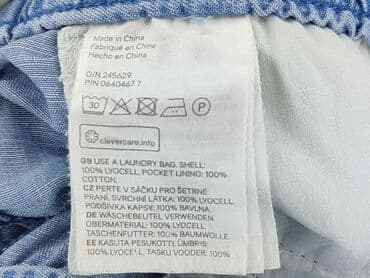 Made in China
Fabriqué en China
Hecho en China
O/N 245629
P/N 0640467 7
30
P
clevercare.info
GB USE A LAUNDRY BAG. SHELL:
100% LYOCELL. POCKET LINING: 100%
COTTON.
CZ PERTE V SÁČKU PRO ŠETRNÉ
PRANÍ. SVRCHNÍ LÁTKA: 100% LYOCELL.
PODŠÍVKA KAPSY: 100% BAVLNA.
DE WÄSCHEBEUTEL VERWENDEN.
OBERMATERIAL: 100% LYOCELL.
TASCHENFUTTER: 100% BAUMWOLLE.
EE KASUTA PESUKOTTI. ÜMBRIS:
100% LYOCELL. TASKU VOODER: 100%